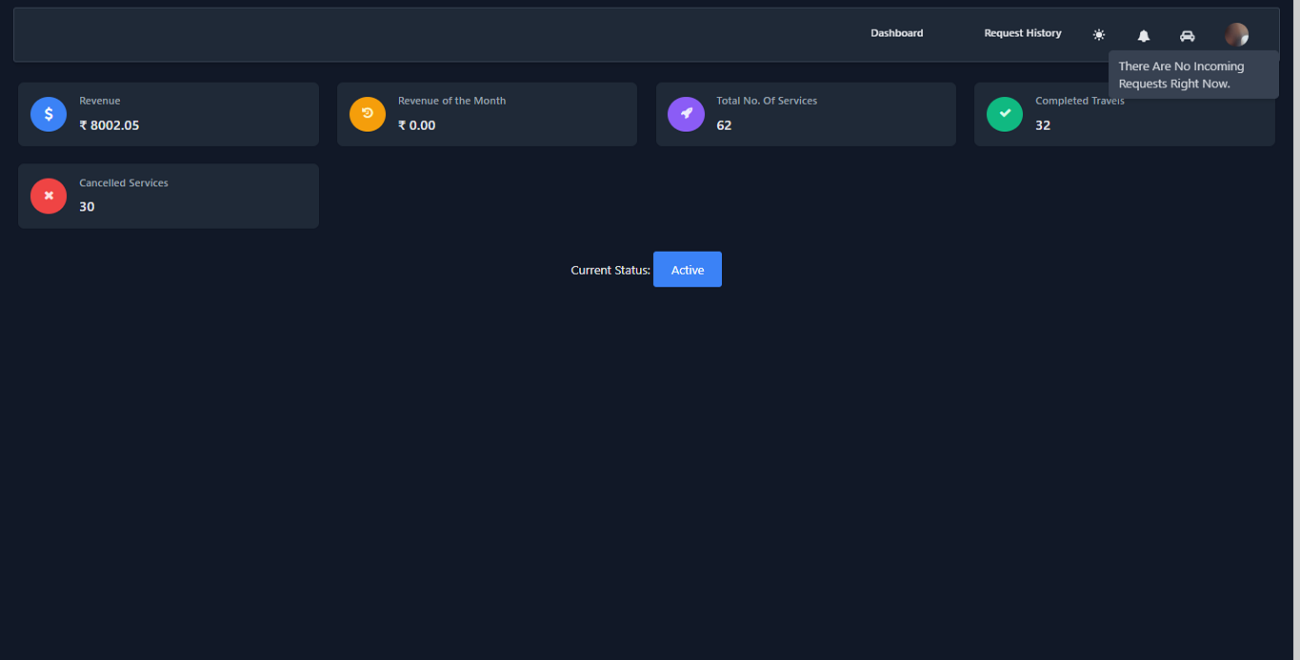 Dashboard
Request History
There Are No Incoming
Requests Right Now.
Revenue
₹ 8002.05
Revenue of the Month
₹ 0.00
Total No. Of Services
62
Completed Travels
32
Cancelled Services
30
Current Status:
Active